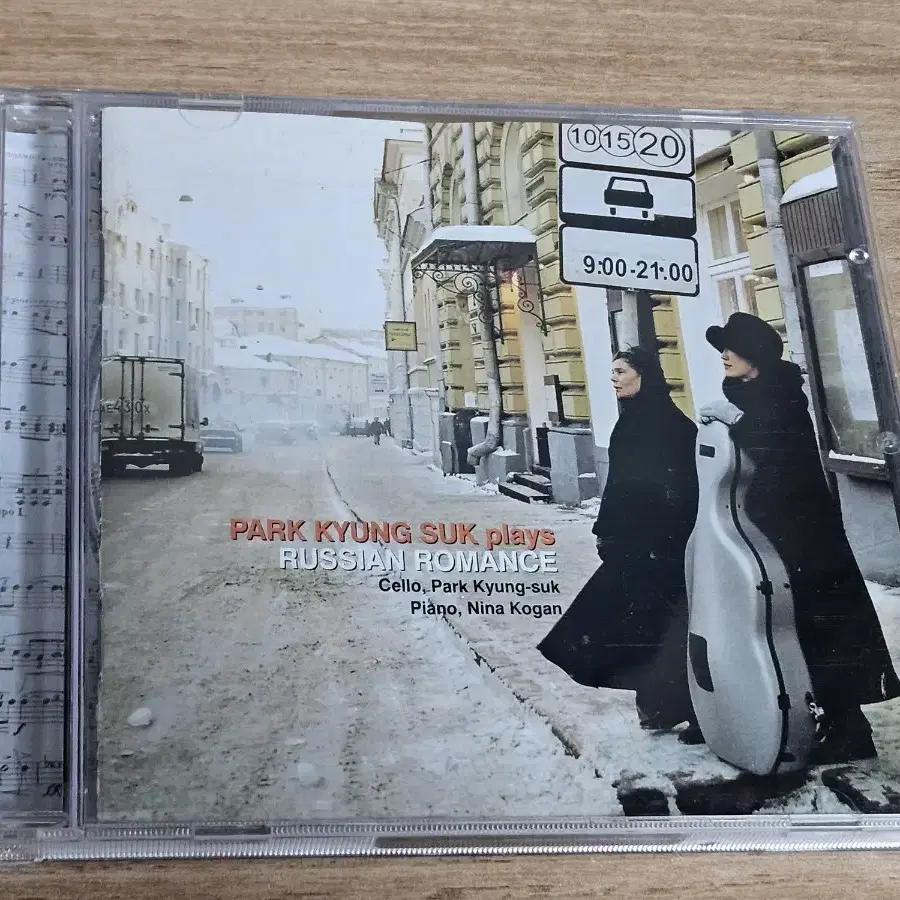 10 15 20
9:00-21.00
PARK KYUNG SUK plays
RUSSIAN ROMANCE
Cello, Park Kyung-suk
Piano, Nina Kogan